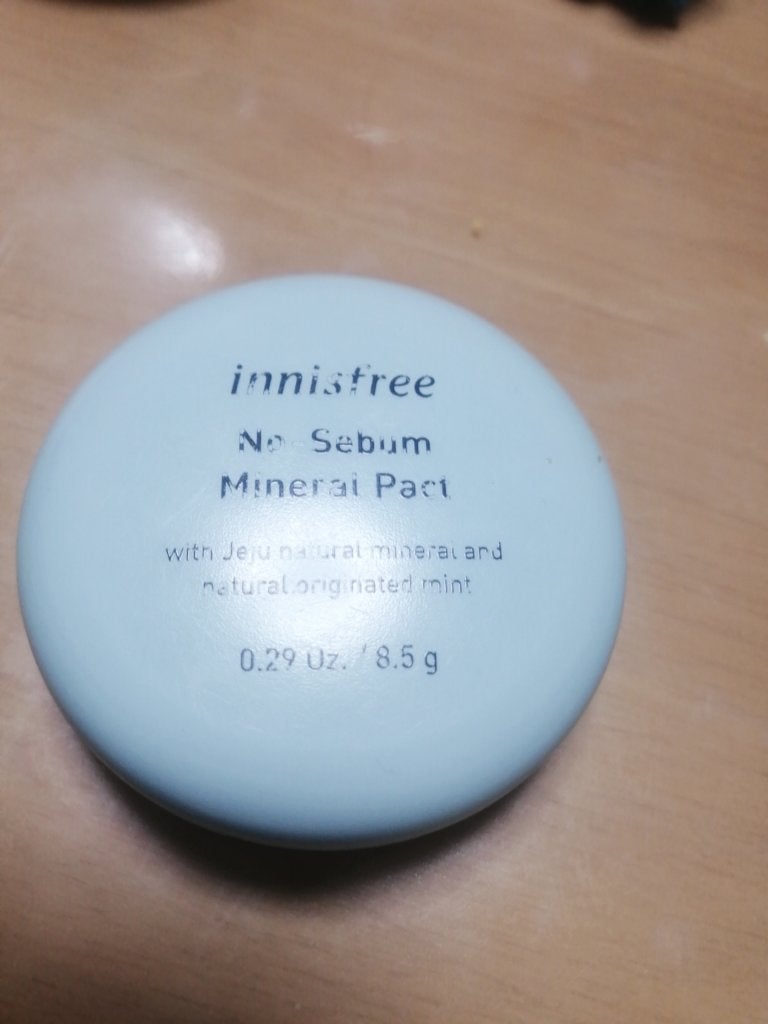 innisfree
No-Sebum
Mineral Pact
with Jeju natural mineral and
natural originated mint
0.29 Oz. / 8.5 g